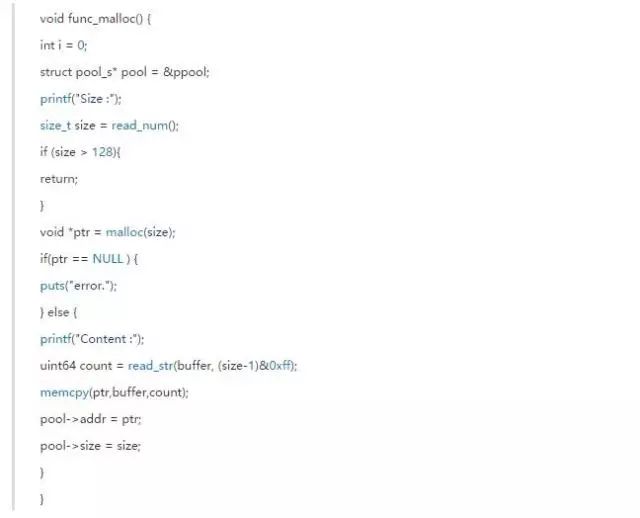 void func_malloc() {
int i = 0;
struct pool_s* pool = &ppool;
printf("Size :");
size_t size = read_num();
if (size > 128){
return;
}
void *ptr = malloc(size);
if(ptr == NULL ) {
puts("error.");
} else {
printf("Content :");
uint64 count = read_str(buffer, (size-1)&0xff);
memcpy(ptr,buffer,count);
pool->addr = ptr;
pool->size = size;
}
}